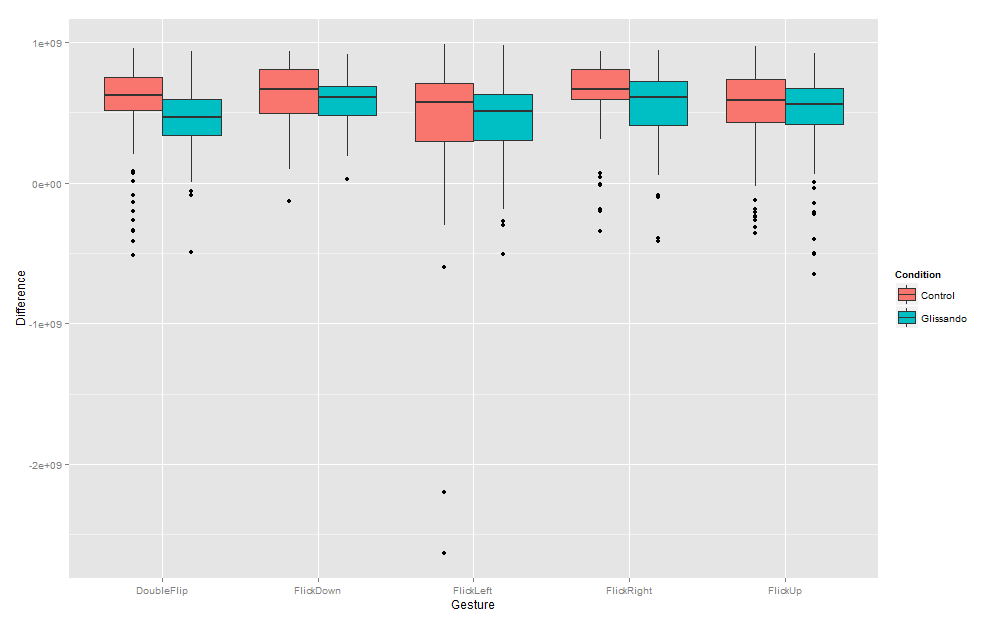 1e+09
0e+00
-1e+09
-2e+09
Difference
DoubleFlip
FlickDown
FlickLeft
FlickRight
FlickUp
Gesture
Condition
Control
Glissando